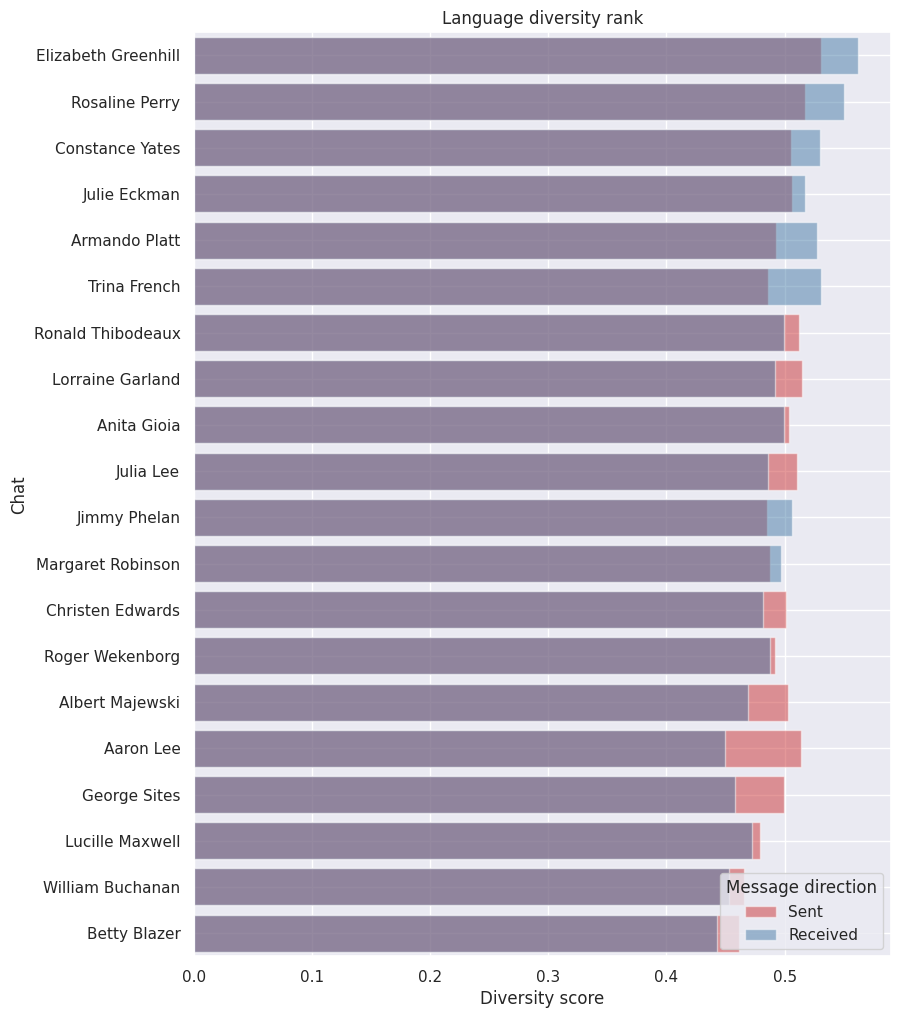 Language diversity rank
Elizabeth Greenhill
Rosaline Perry
Constance Yates
Julie Eckman
Armando Platt
Trina French
Ronald Thibodeaux
Lorraine Garland
Anita Gioia
Julia Lee
Jimmy Phelan
Margaret Robinson
Christen Edwards
Roger Wekenborg
Albert Majewski
Aaron Lee
George Sites
Lucille Maxwell
William Buchanan
Betty Blazer
Chat
Message direction
Sent
Received
0.0 0.1 0.2 0.3 0.4 0.5
Diversity score